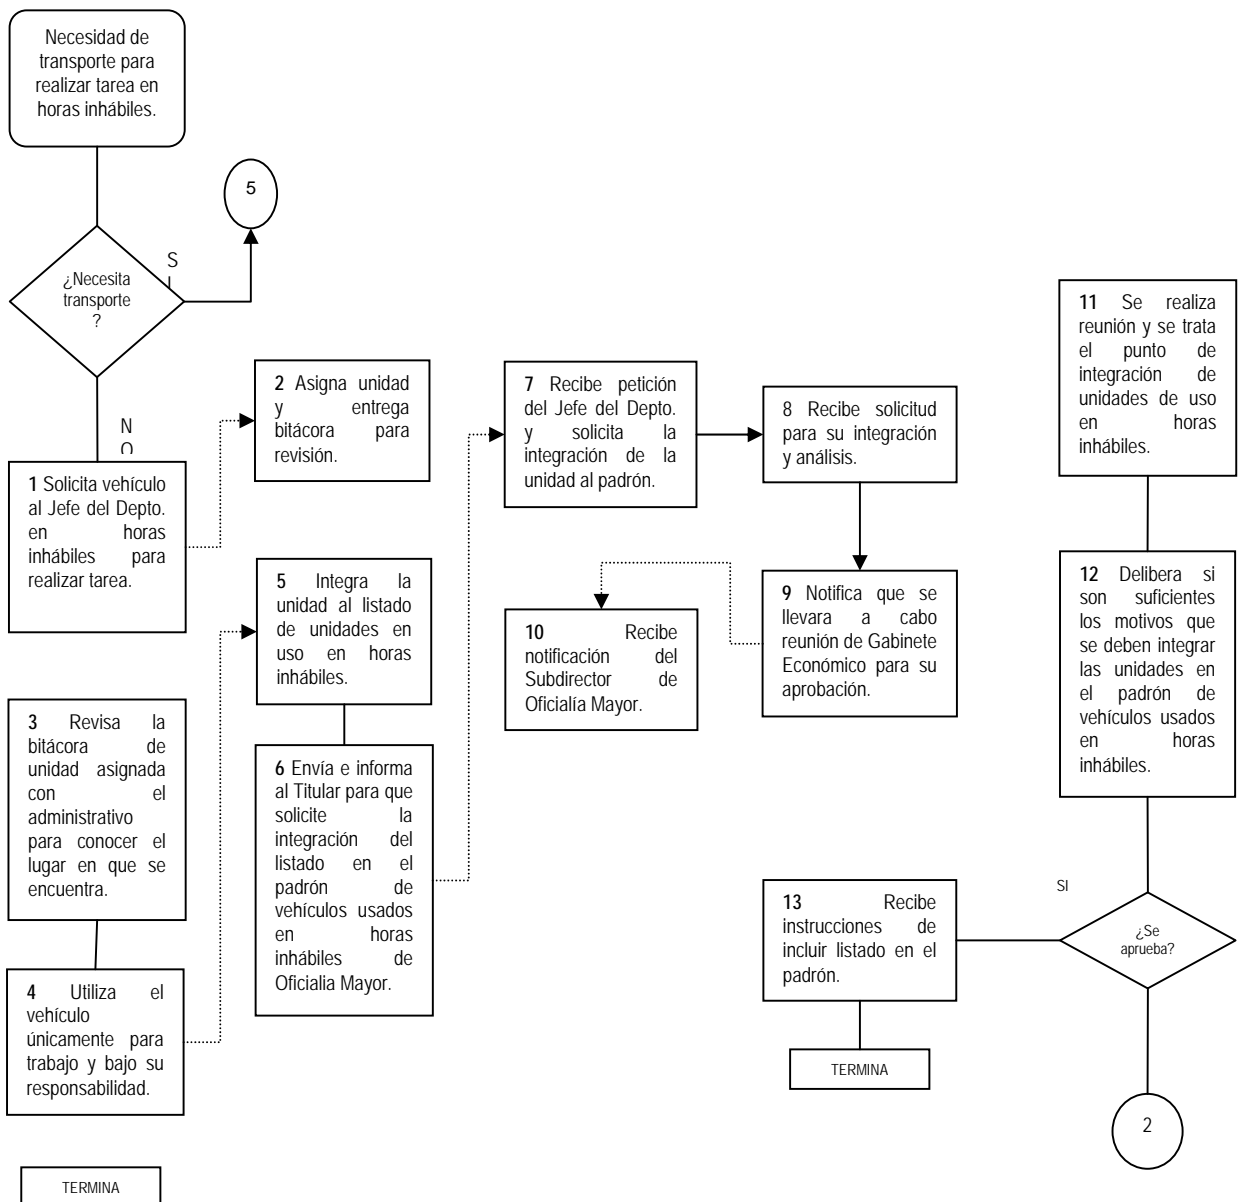 Necesidad de
transporte para
realizar tarea en
horas inhábiles.
5
S
I
¿Necesita
transporte
?
N
O
1 Solicita vehículo
al Jefe del Depto.
en horas
inhábiles para
realizar tarea.
2 Asigna unidad
y entrega
bitácora para
revisión.
3 Revisa la
bitácora de
unidad asignada
con el
administrativo
para conocer el
lugar en que se
encuentra.
4 Utiliza el
vehículo
únicamente para
trabajo y bajo su
responsabilidad.
TERMINA
5 Integra la
unidad al listado
de unidades en
uso en horas
inhábiles.
6 Envía e informa
al Titular para que
solicite la
integración del
listado en el
padrón de
vehículos usados
en horas
inhábiles de
Oficialia Mayor.
7 Recibe petición
del Jefe del Depto.
y solicita la
integración de la
unidad al padrón.
8 Recibe solicitud
para su integración
y análisis.
9 Notifica que se
llevara a cabo
reunión de Gabinete
Económico para su
aprobación.
10 Recibe
notificación del
Subdirector de
Oficialía Mayor.
11 Se realiza
reunión y se trata
el punto de
integración de
unidades de uso
en horas
inhábiles.
12 Delibera si
son suficientes
los motivos que
se deben integrar
las unidades en
el padrón de
vehículos usados
en horas
inhábiles.
SI
¿Se
aprueba?
13 Recibe
instrucciones de
incluir listado en el
padrón.
TERMINA
2